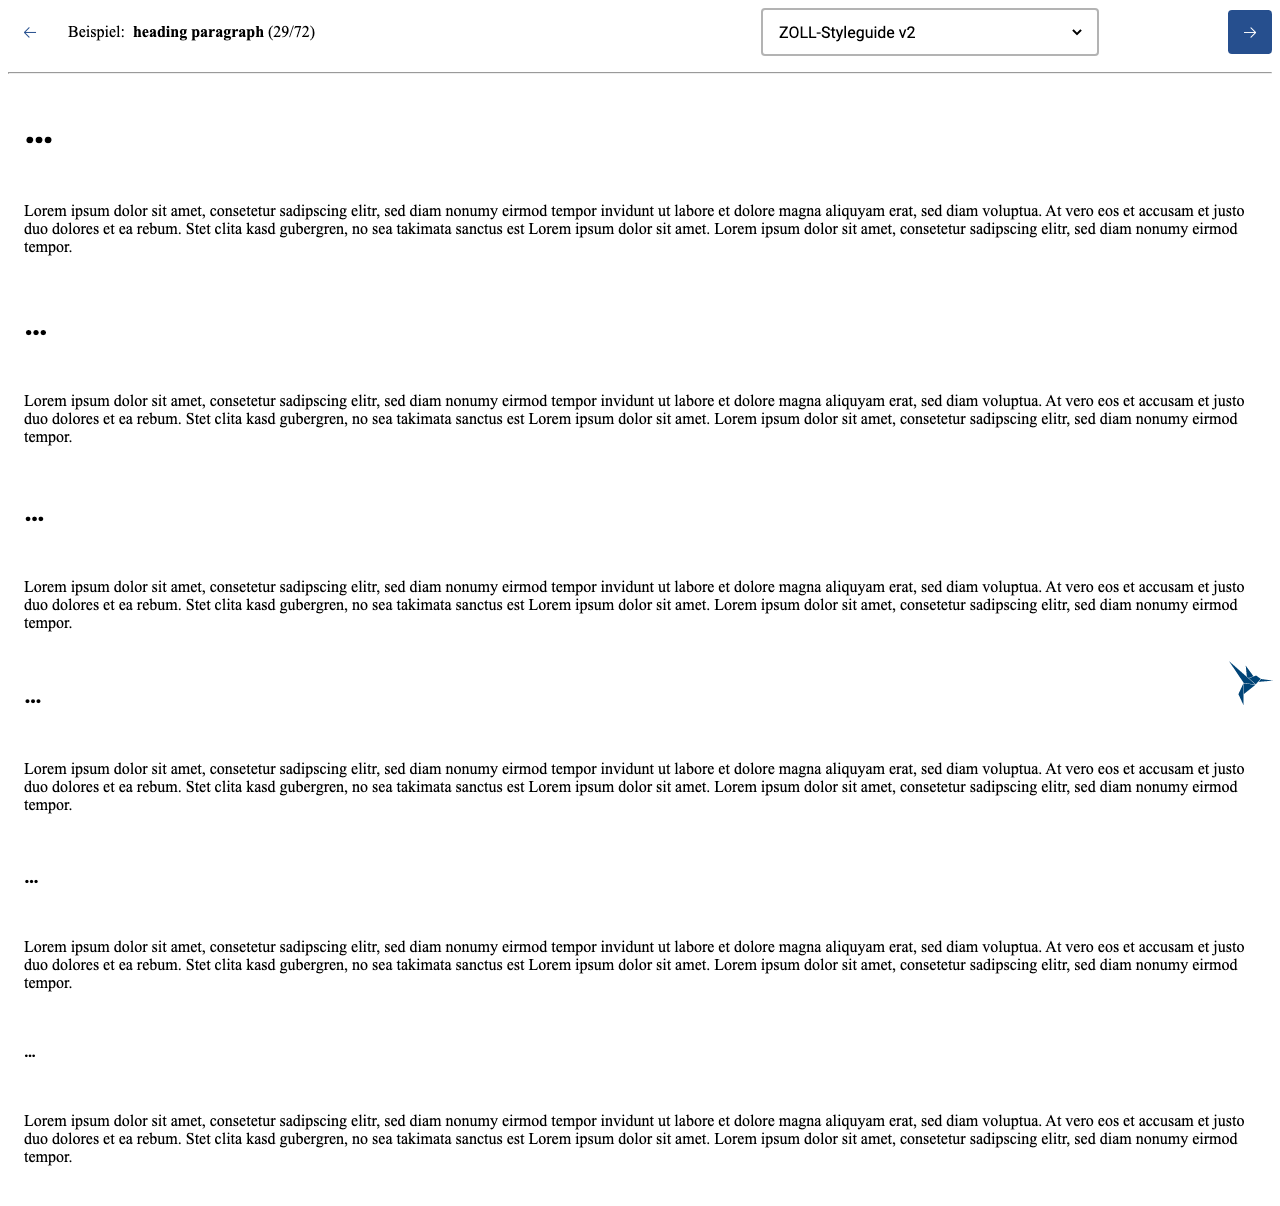 Beispiel: heading paragraph (29/72)
ZOLL-Styleguide v2
...
Lorem ipsum dolor sit amet, consetetur sadipscing elitr, sed diam nonumy eirmod tempor invidunt ut labore et dolore magna aliquyam erat, sed diam voluptua. At vero eos et accusam et justo
duo dolores et ea rebum. Stet clita kasd gubergren, no sea takimata sanctus est Lorem ipsum dolor sit amet. Lorem ipsum dolor sit amet, consetetur sadipscing elitr, sed diam nonumy eirmod
tempor.
...
Lorem ipsum dolor sit amet, consetetur sadipscing elitr, sed diam nonumy eirmod tempor invidunt ut labore et dolore magna aliquyam erat, sed diam voluptua. At vero eos et accusam et justo
duo dolores et ea rebum. Stet clita kasd gubergren, no sea takimata sanctus est Lorem ipsum dolor sit amet. Lorem ipsum dolor sit amet, consetetur sadipscing elitr, sed diam nonumy eirmod
tempor.
...
Lorem ipsum dolor sit amet, consetetur sadipscing elitr, sed diam nonumy eirmod tempor invidunt ut labore et dolore magna aliquyam erat, sed diam voluptua. At vero eos et accusam et justo
duo dolores et ea rebum. Stet clita kasd gubergren, no sea takimata sanctus est Lorem ipsum dolor sit amet. Lorem ipsum dolor sit amet, consetetur sadipscing elitr, sed diam nonumy eirmod
tempor.
...
Lorem ipsum dolor sit amet, consetetur sadipscing elitr, sed diam nonumy eirmod tempor invidunt ut labore et dolore magna aliquyam erat, sed diam voluptua. At vero eos et accusam et justo
duo dolores et ea rebum. Stet clita kasd gubergren, no sea takimata sanctus est Lorem ipsum dolor sit amet. Lorem ipsum dolor sit amet, consetetur sadipscing elitr, sed diam nonumy eirmod
tempor.
...
Lorem ipsum dolor sit amet, consetetur sadipscing elitr, sed diam nonumy eirmod tempor invidunt ut labore et dolore magna aliquyam erat, sed diam voluptua. At vero eos et accusam et justo
duo dolores et ea rebum. Stet clita kasd gubergren, no sea takimata sanctus est Lorem ipsum dolor sit amet. Lorem ipsum dolor sit amet, consetetur sadipscing elitr, sed diam nonumy eirmod
tempor.
...
Lorem ipsum dolor sit amet, consetetur sadipscing elitr, sed diam nonumy eirmod tempor invidunt ut labore et dolore magna aliquyam erat, sed diam voluptua. At vero eos et accusam et justo
duo dolores et ea rebum. Stet clita kasd gubergren, no sea takimata sanctus est Lorem ipsum dolor sit amet. Lorem ipsum dolor sit amet, consetetur sadipscing elitr, sed diam nonumy eirmod
tempor.